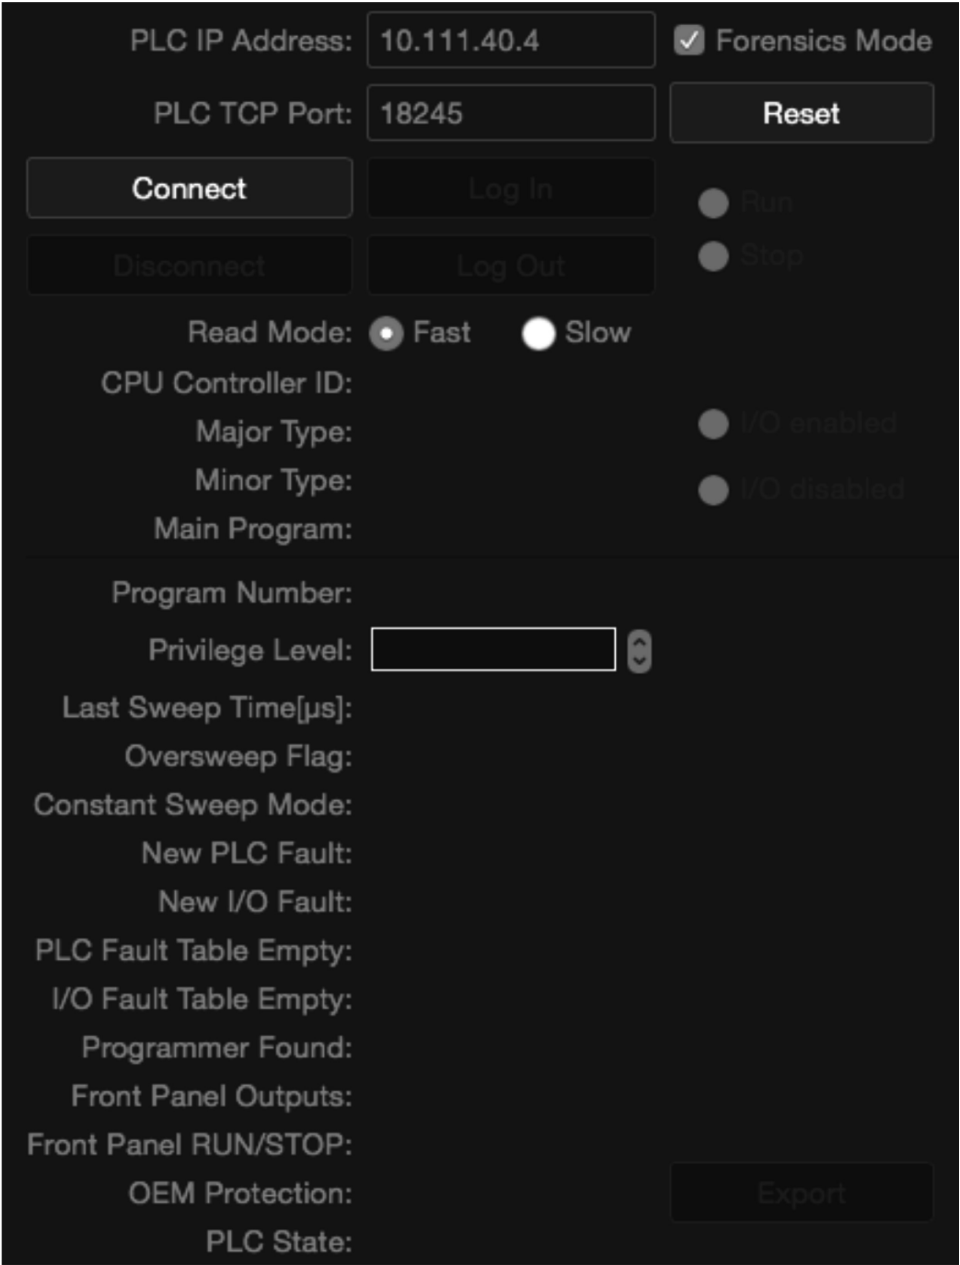 PLC IP Address: 10.111.40.4 Forensics Mode
PLC TCP Port: 18245 Reset
Connect Log In Run
Disconnect Log Out Stop
Read Mode: Fast Slow
CPU Controller ID:
Major Type: I/O enabled
Minor Type: I/O disabled
Main Program:
Program Number:
Privilege Level:
Last Sweep Time[µs]:
Oversweep Flag:
Constant Sweep Mode:
New PLC Fault:
New I/O Fault:
PLC Fault Table Empty:
I/O Fault Table Empty:
Programmer Found:
Front Panel Outputs:
Front Panel RUN/STOP:
OEM Protection: Export
PLC State: